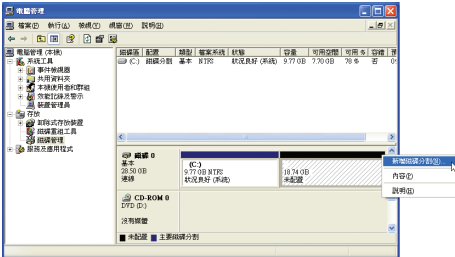 電腦管理
檔案(F) 執行(A) 檢視(V) 視窗(W) 說明(H)
電腦管理 (本機)
系統工具
事件檢視器
共用資料夾
本機使用者和群組
效能記錄及警示
裝置管理員
存放
卸除式存放裝置
磁碟重組工具
磁碟管理
服務及應用程式
磁碟區 配置 類型 檔案系統 狀態 容量 可用空間 可用 % 容錯
(C:) 磁碟分割 基本 NTFS 狀況良好 (系統) 9.77 GB 7.70 GB 78 % 否
磁碟 0
基本
28.50 GB
連線
(C:)
9.77 GB NTFS
狀況良好 (系統)
18.74 GB
未配置
CD-ROM 0
DVD (D:)
沒有媒體
未配置 主要磁碟分割
新增磁碟分割(N)...
內容(P)
說明(H)